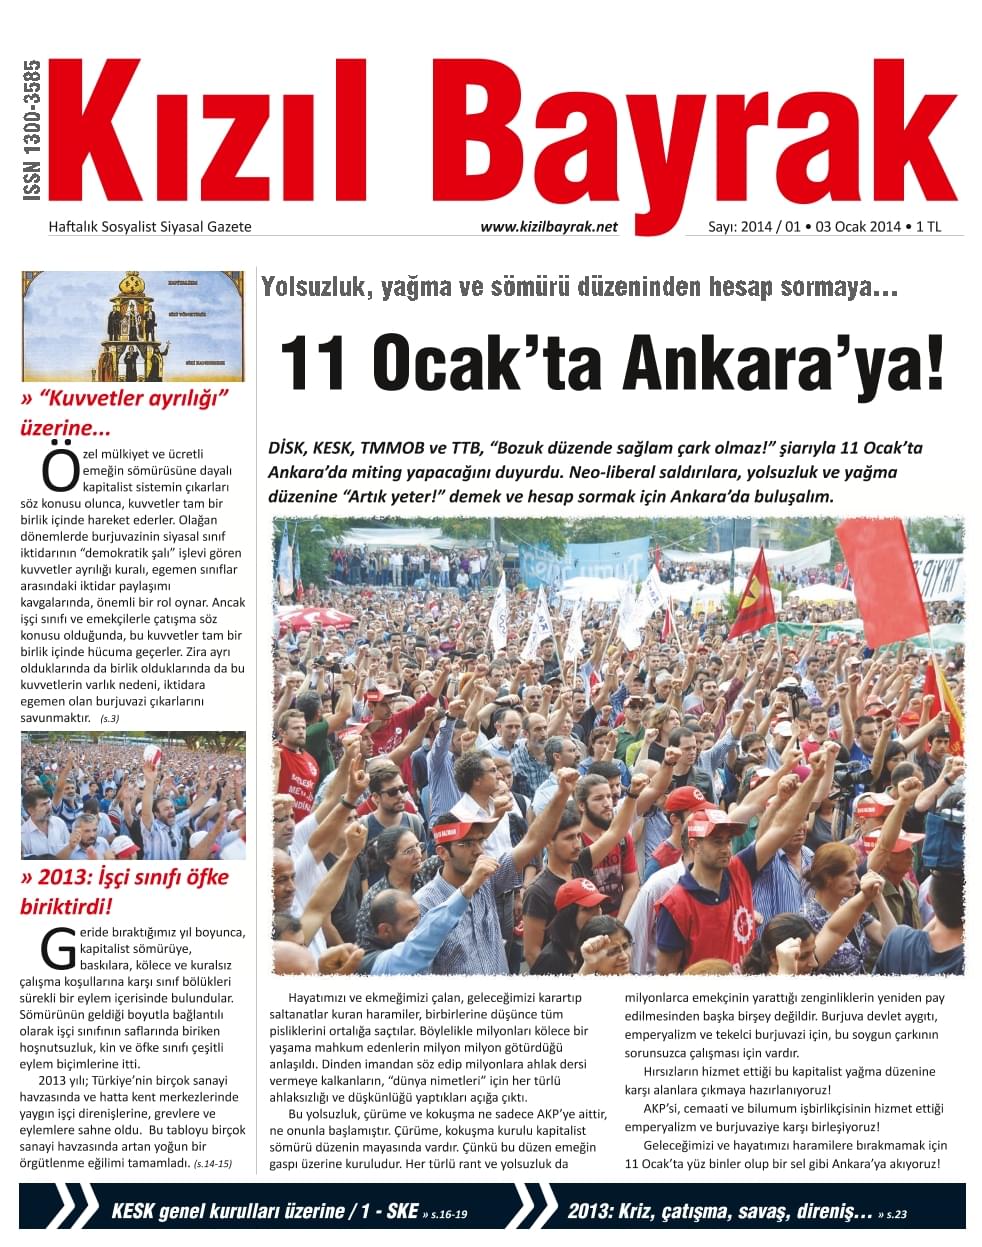 ISSN 1300-3585
Kızıl Bayrak
Haftalık Sosyalist Siyasal Gazete
www.kizilbayrak.net
Sayı: 2014 / 01 • 03 Ocak 2014 • 1 TL
KAPİTALİZM
SİZİ YÖNETİRİZ
SİZİ KANDIRIRIZ
» “Kuvvetler ayrılığı”
üzerine...
Özel mülkiyet ve ücretli
emeğin sömürüsüne dayalı
kapitalist sistemin çıkarları
söz konusu olunca, kuvvetler tam bir
birlik içinde hareket ederler. Olağan
dönemlerde burjuvazinin siyasal sınıf
iktidarının “demokratik şalı” işlevi gören
kuvvetler ayrılığı kuralı, egemen sınıflar
arasındaki iktidar paylaşımı
kavgalarında, önemli bir rol oynar. Ancak
işçi sınıfı ve emekçilerle çatışma söz
konusu olduğunda, bu kuvvetler tam bir
birlik içinde hücuma geçerler. Zira ayrı
olduklarında da birlik olduklarında da bu
kuvvetlerin varlık nedeni, iktidara
egemen olan burjuvazi çıkarlarını
savunmaktır. (s.3)
» 2013: İşçi sınıfı öfke
biriktirdi!
Geride bıraktığımız yıl boyunca,
kapitalist sömürüye,
baskılara, kölece ve kuralsız
çalışma koşullarına karşı sınıf bölükleri
sürekli bir eylem içerisinde bulundular.
Sömürünün geldiği boyutla bağlantılı
olarak işçi sınıfının saflarında biriken
hoşnutsuzluk, kin ve öfke sınıfı çeşitli
eylem biçimlerine itti.
2013 yılı; Türkiye’nin birçok sanayi
havzasında ve hatta kent merkezlerinde
yaygın işçi direnişlerine, grevlere ve
eylemlere sahne oldu. Bu tabloyu birçok
sanayi havzasında artan yoğun bir
örgütlenme eğilimi tamamladı. (s.14-15)
Yolsuzluk, yağma ve sömürü düzeninden hesap sormaya...
11 Ocak’ta Ankara’ya!
DİSK, KESK, TMMOB ve TTB, “Bozuk düzende sağlam çark olmaz!” şiarıyla 11 Ocak’ta
Ankara’da miting yapacağını duyurdu. Neo-liberal saldırılara, yolsuzluk ve yağma
düzenine “Artık yeter!” demek ve hesap sormak için Ankara’da buluşalım.
Hayatımızı ve ekmeğimizi çalan, geleceğimizi karartıp
saltanatlar kuran haramiler, birbirlerine düşünce tüm
pisliklerini ortalığa saçtılar. Böylelikle milyonları kölece bir
yaşama mahkum edenlerin milyon milyon götürdüğü
anlaşıldı. Dinden imandan söz edip milyonlara ahlak dersi
vermeye kalkanların, “dünya nimetleri” için her türlü
ahlaksızlığı ve düşkünlüğü yaptıkları açığa çıktı.
Bu yolsuzluk, çürüme ve kokuşma ne sadece AKP’ye aittir,
ne onunla başlamıştır. Çürüme, kokuşma kurulu kapitalist
sömürü düzenin mayasında vardır. Çünkü bu düzen emeğin
gaspı üzerine kuruludur. Her türlü rant ve yolsuzluk da
milyonlarca emekçinin yarattığı zenginliklerin yeniden pay
edilmesinden başka birşey değildir. Burjuva devlet aygıtı,
emperyalizm ve tekelci burjuvazi için, bu soygun çarkının
sorunsuzca çalışması için vardır.
Hırsızların hizmet ettiği bu kapitalist yağma düzenine
karşı alanlara çıkmaya hazırlanıyoruz!
AKP’si, cemaati ve bilumum işbirlikçisinin hizmet ettiği
emperyalizm ve burjuvaziye karşı birleşiyoruz!
Geleceğimizi ve hayatımızı haramilere bırakmamak için
11 Ocak’ta yüz binler olup bir sel gibi Ankara’ya akıyoruz!
KESK genel kurulları üzerine / 1 - SKE » s.16-19
2013: Kriz, çatışma, savaş, direniş... » s.23